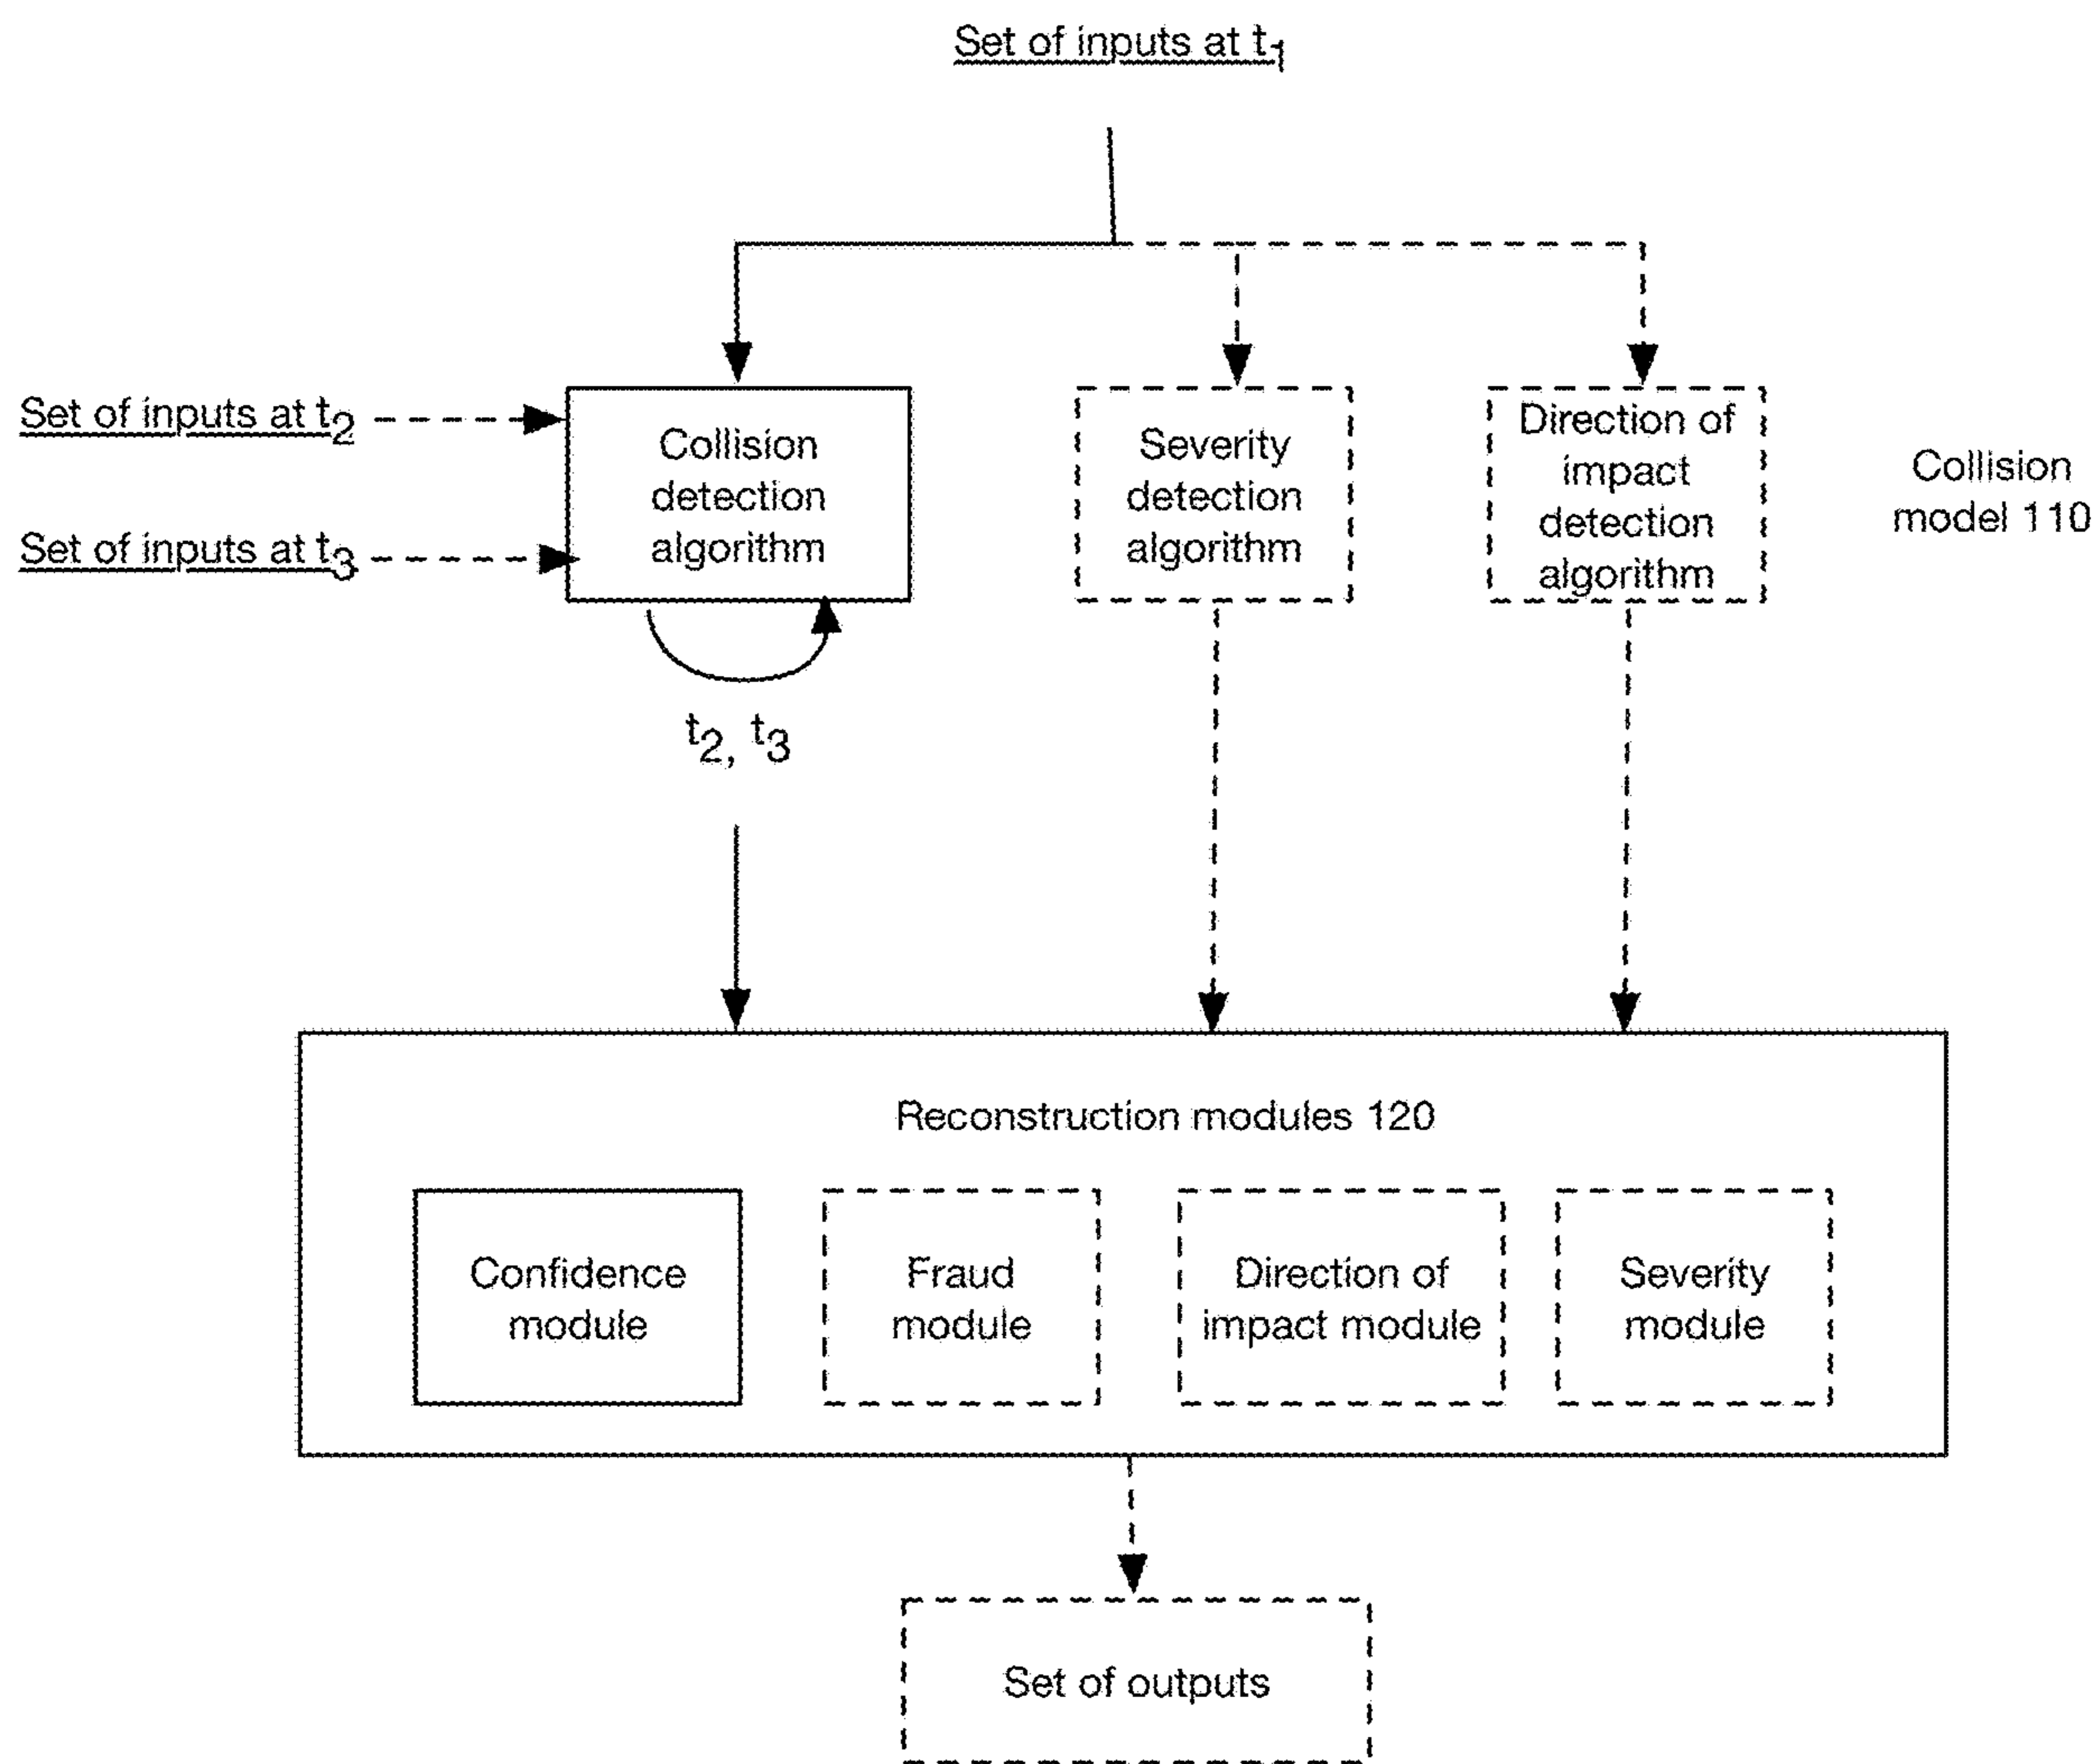 Set of inputs at t1
Set of inputs at t2
Set of inputs at t3
Collision
detection
algorithm
Severity
detection
algorithm
Direction of
impact
detection
algorithm
Collision
model 110
t2, t3
Reconstruction modules 120
Confidence
module
Fraud
module
Direction of
impact module
Severity
module
Set of outputs